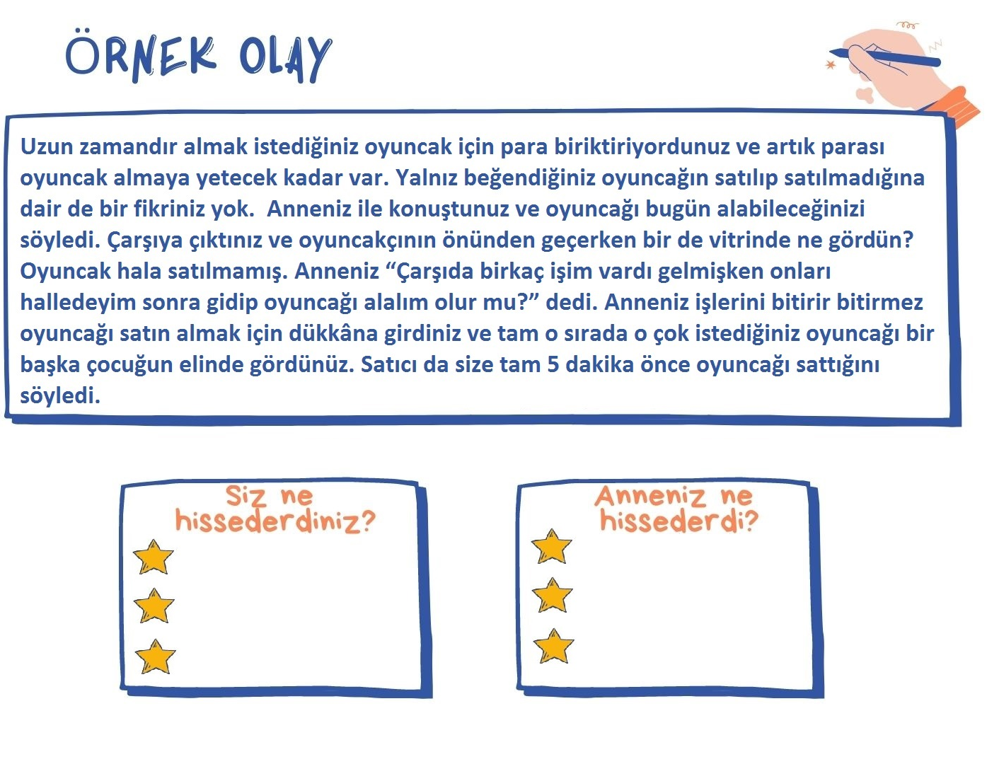 ÖRNEK OLAY
Uzun zamandır almak istediğiniz oyuncak için para biriktiriyordunuz ve artık parası
oyuncak almaya yetecek kadar var. Yalnız beğendiğiniz oyuncağın satılıp satılmadığına
dair de bir fikriniz yok.  Anneniz ile konuştunuz ve oyuncağı bugün alabileceğinizi
söyledi. Çarşıya çıktınız ve oyuncakçının önünden geçerken bir de vitrinde ne gördün?
Oyuncak hala satılmamış. Anneniz “Çarşıda birkaç işim vardı gelmişken onları
halledeyim sonra gidip oyuncağı alalım olur mu?” dedi. Anneniz işlerini bitirir bitirmez
oyuncağı satın almak için dükkâna girdiniz ve tam o sırada o çok istediğiniz oyuncağı bir
başka çocuğun elinde gördünüz. Satıcı da size tam 5 dakika önce oyuncağı sattığını
söyledi.
Siz ne
hissederdiniz?
Anneniz ne
hissederdi?